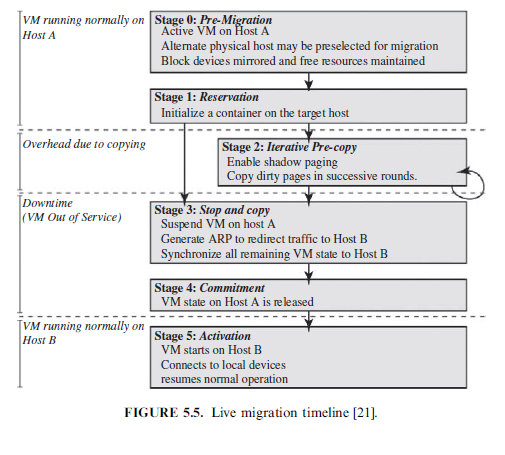 VM running normally on
Host A
Stage 0: Pre-Migration
Active VM on Host A
Alternate physical host may be preselected for migration
Block devices mirrored and free resources maintained
Stage 1: Reservation
Initialize a container on the target host
Overhead due to copying
Stage 2: Iterative Pre-copy
Enable shadow paging
Copy dirty pages in successive rounds.
Downtime
(VM Out of Service)
Stage 3: Stop and copy
Suspend VM on host A
Generate ARP to redirect traffic to Host B
Synchronize all remaining VM state to Host B
Stage 4: Commitment
VM state on Host A is released
VM running normally on
Host B
Stage 5: Activation
VM starts on Host B
Connects to local devices
resumes normal operation
FIGURE 5.5. Live migration timeline [21].